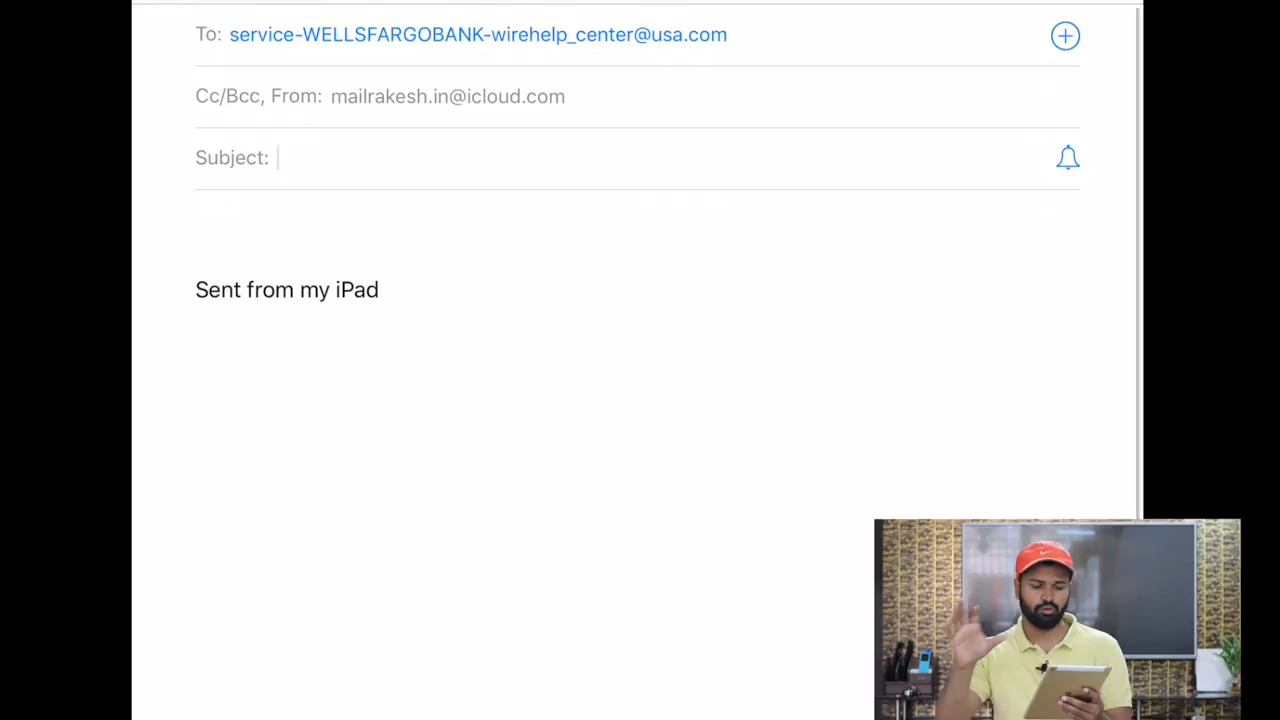 To: service-WELLSFARGOBANK-wirehelp_center@usa.com
Cc/Bcc, From: mailrakesh.in@icloud.com
Subject:
Sent from my iPad